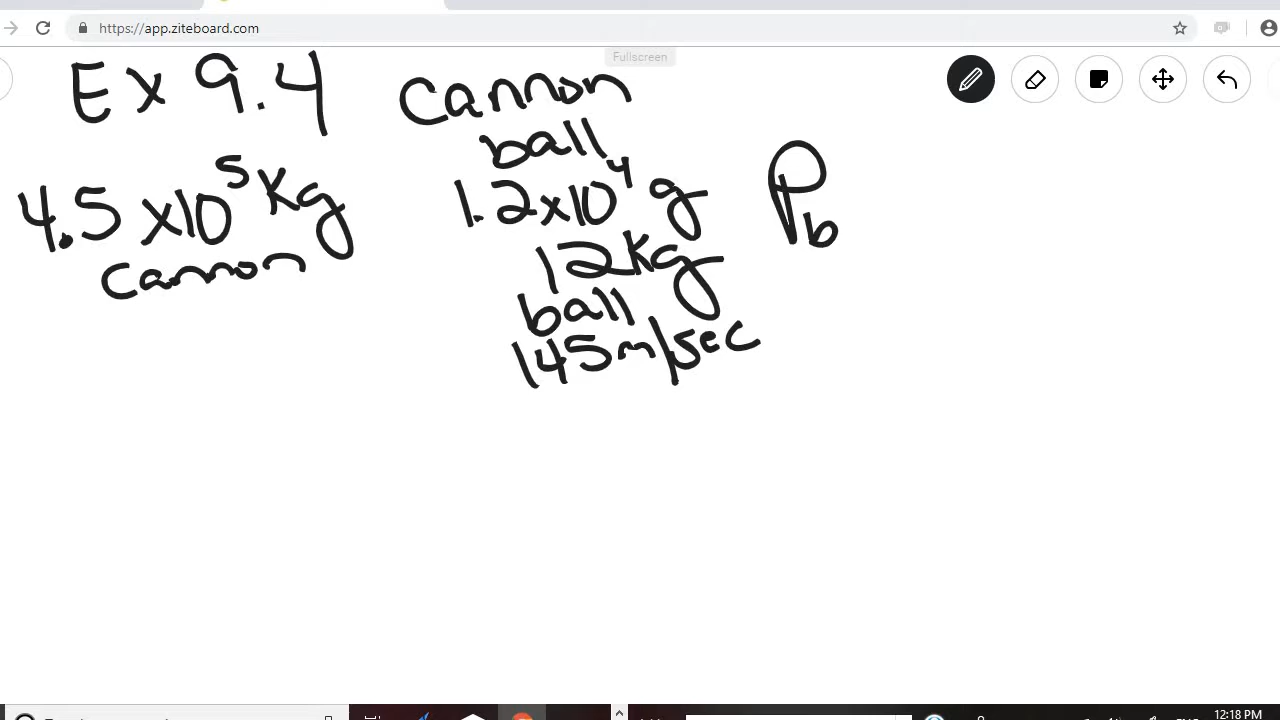 https://app.ziteboard.com
Fullscreen
Ex 9.4
cannon
ball
4.5 x10^5 Kg
cannon
1.2x10^4 g
12Kg
ball
145m/sec
Pb
12:18 PM